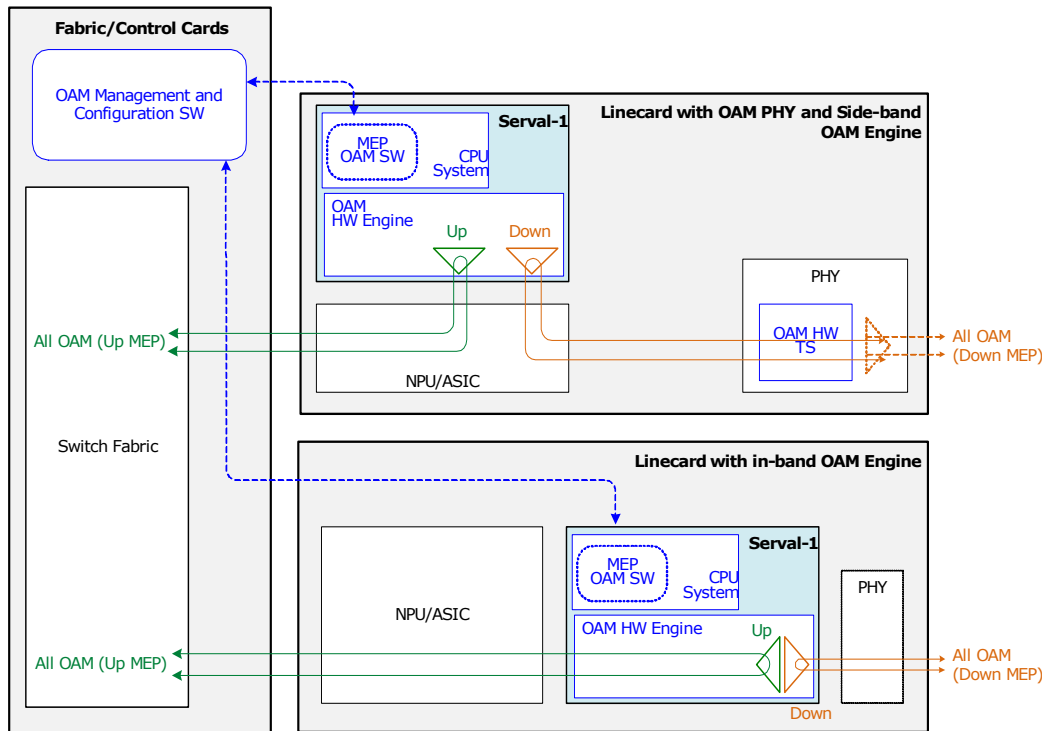 Fabric/Control Cards
OAM Management and
Configuration SW
All OAM (Up MEP)
Switch Fabric
All OAM (Up MEP)
Linecard with OAM PHY and Side-band
OAM Engine
Serval-1
MEP
OAM SW
CPU
System
OAM
HW Engine
Up
Down
NPU/ASIC
PHY
OAM HW
TS
All OAM
(Down MEP)
Linecard with in-band OAM Engine
NPU/ASIC
Serval-1
MEP
OAM SW
CPU
System
OAM HW Engine
Up
Down
PHY
All OAM
(Down MEP)